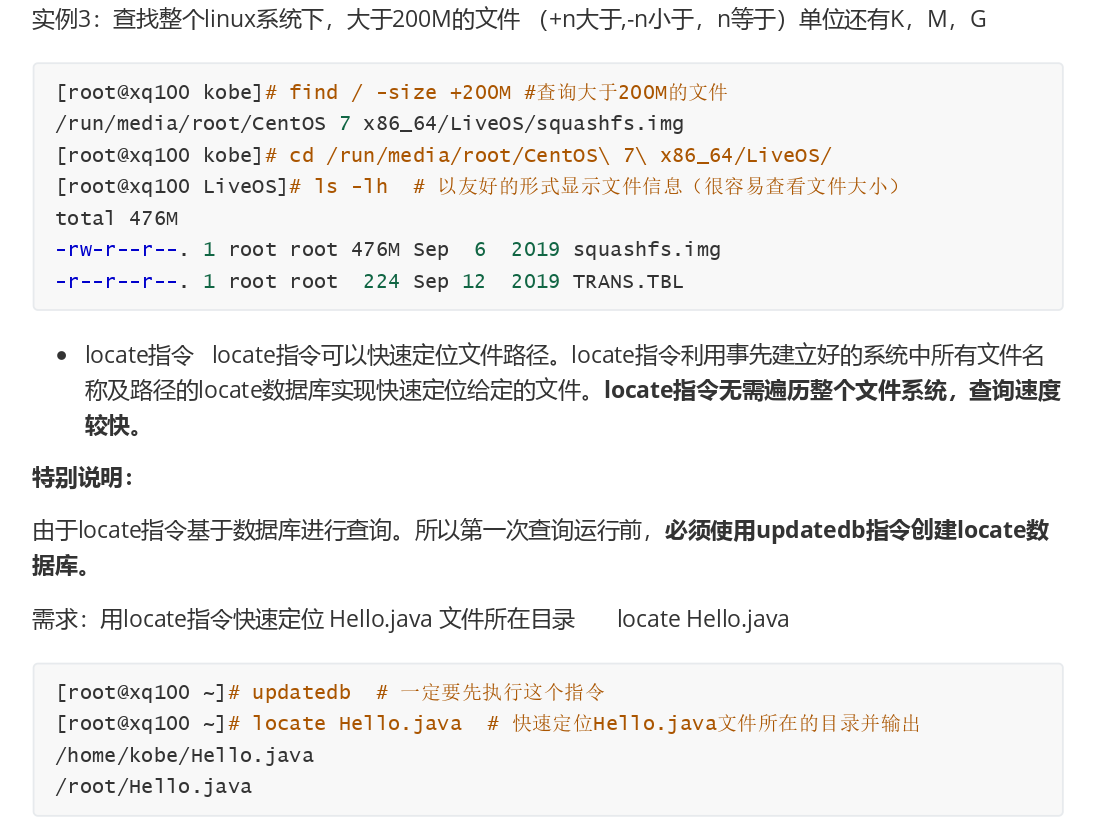 实例3：查找整个linux系统下，大于200M的文件 （+n大于,-n小于，n等于）单位还有K，M，G
[root@xq100 kobe]# find / -size +200M #查询大于200M的文件
/run/media/root/CentOS 7 x86_64/LiveOS/squashfs.img
[root@xq100 kobe]# cd /run/media/root/CentOS\ 7\ x86_64/LiveOS/
[root@xq100 LiveOS]# ls -lh  # 以友好的形式显示文件信息（很容易查看文件大小）
total 476M
-rw-r--r--. 1 root root 476M Sep  6  2019 squashfs.img
-r--r--r--. 1 root root  224 Sep 12  2019 TRANS.TBL
• locate指令   locate指令可以快速定位文件路径。locate指令利用事先建立好的系统中所有文件名
称及路径的locate数据库实现快速定位给定的文件。locate指令无需遍历整个文件系统，查询速度
较快。
特别说明：
由于locate指令基于数据库进行查询。所以第一次查询运行前，必须使用updatedb指令创建locate数
据库。
需求：用locate指令快速定位 Hello.java 文件所在目录      locate Hello.java
[root@xq100 ~]# updatedb  # 一定要先执行这个指令
[root@xq100 ~]# locate Hello.java  # 快速定位Hello.java文件所在的目录并输出
/home/kobe/Hello.java
/root/Hello.java